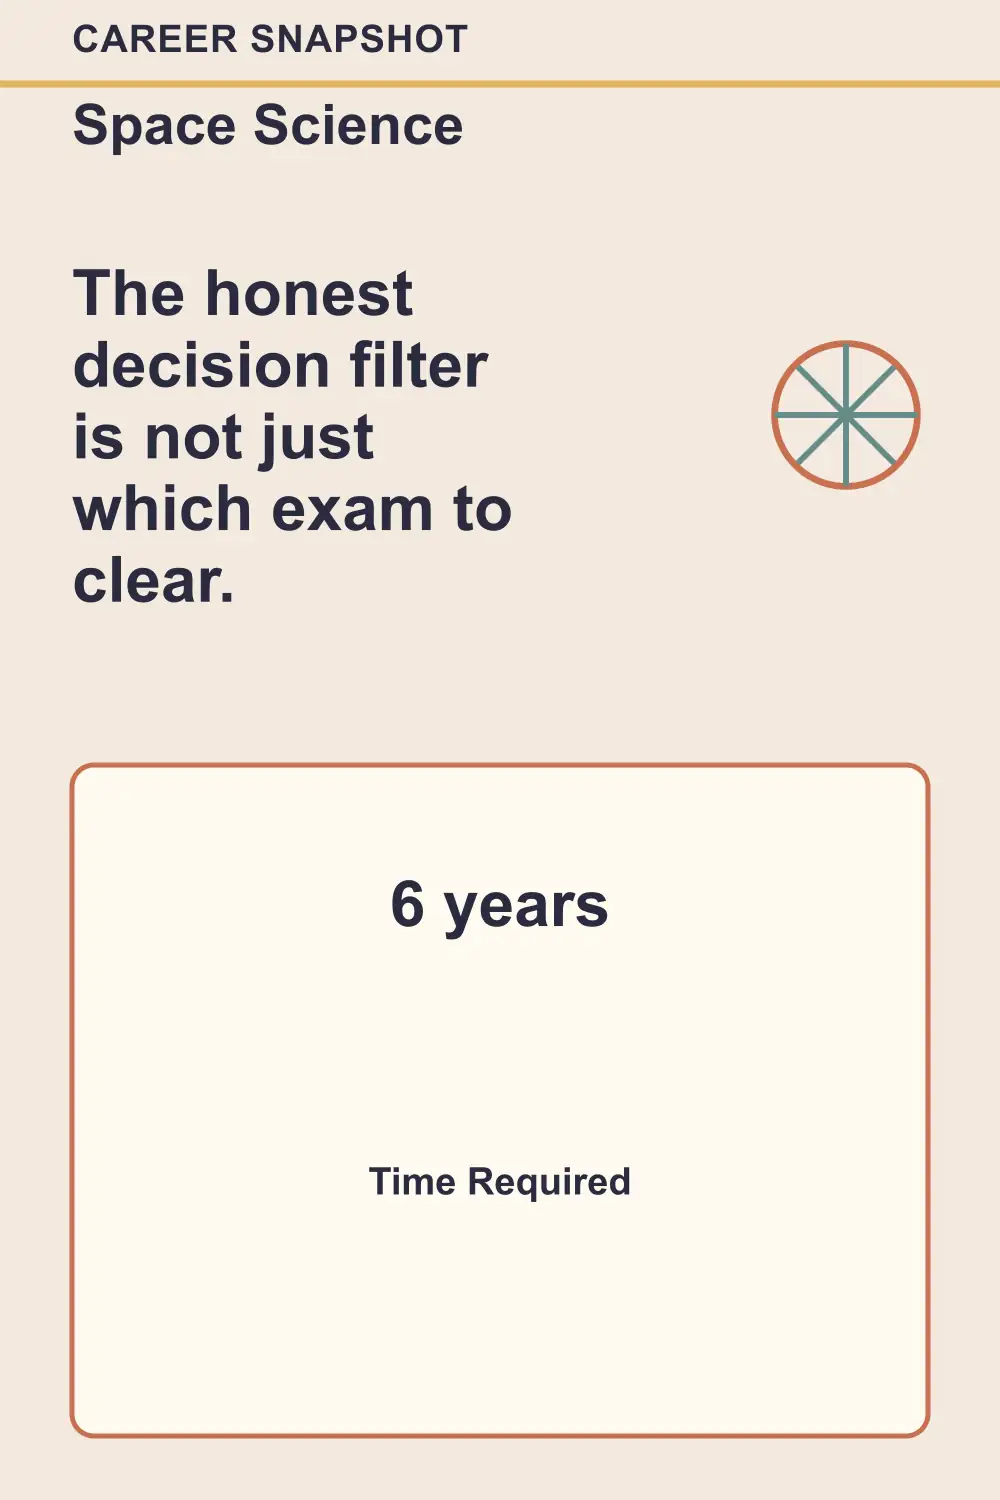 CAREER SNAPSHOT
Space Science
The honest
decision filter
is not just
which exam to
clear.
6 years
Time Required